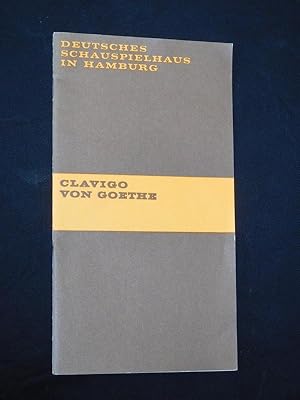 DEUTSCHES
SCHAUSPIELHAUS
IN HAMBURG
CLAVIGO
VON GOETHE